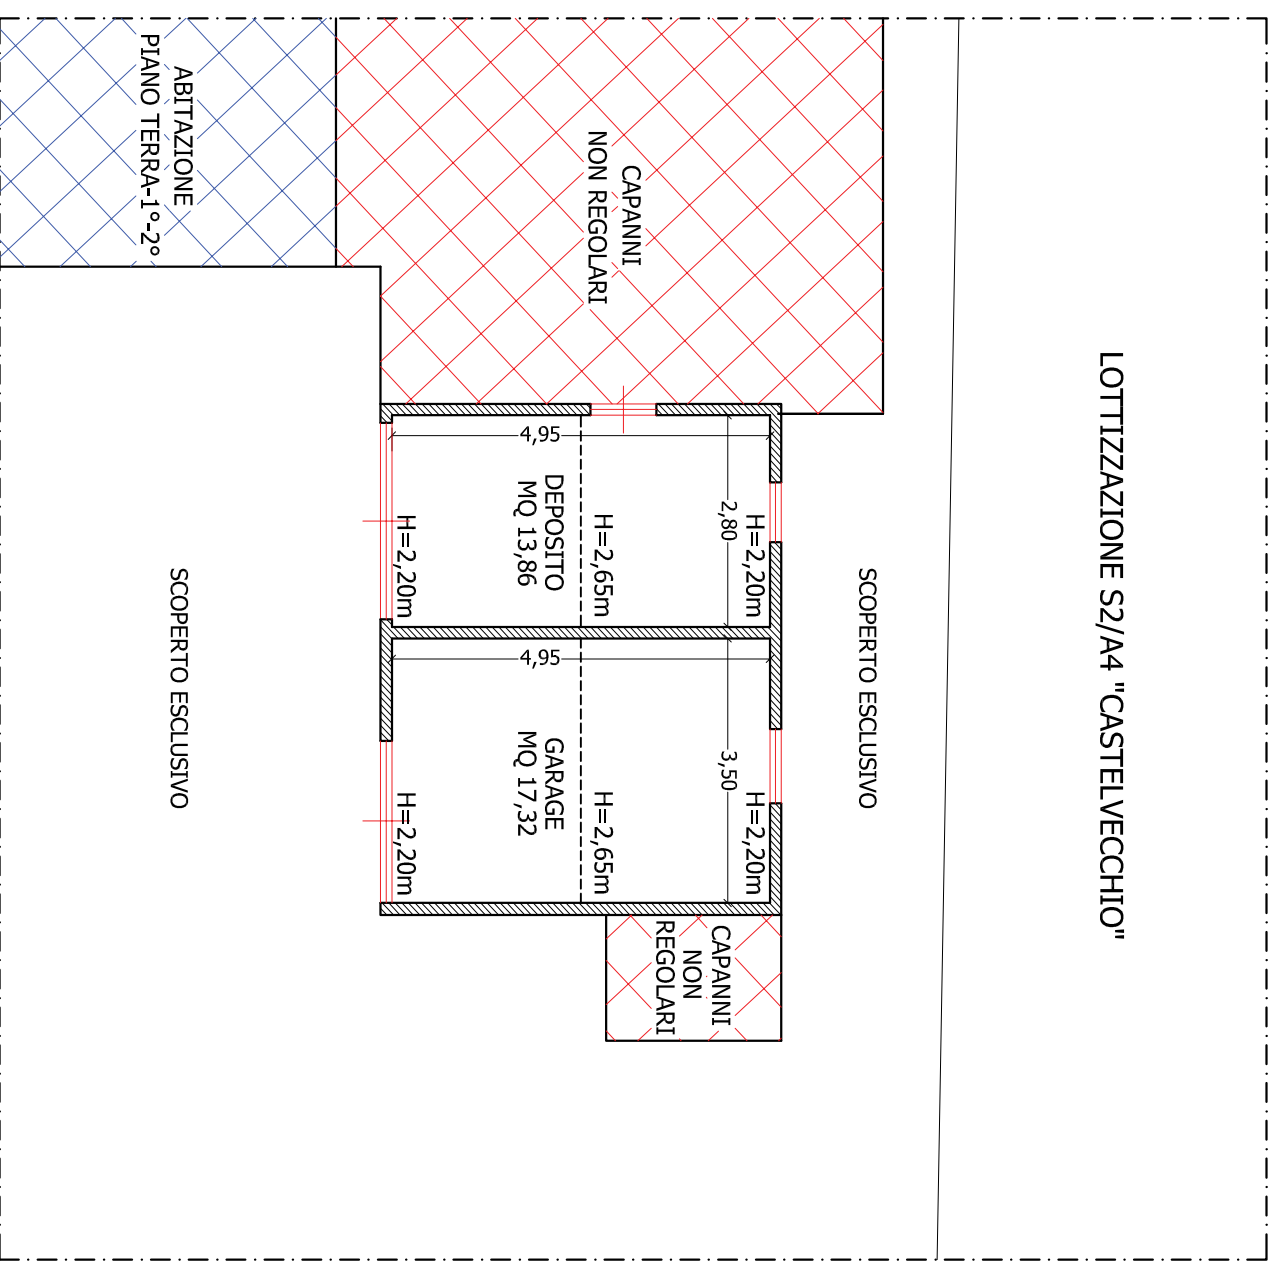 LOTTIZZAZIONE S2/A4 "CASTELVECCHIO"
SCOPERTO ESCLUSIVO
CAPANNI
NON REGOLARI
ABITAZIONE
PIANO TERRA-1°-2°
H=2,20m
2,80
H=2,65m
4,95
DEPOSITO
MQ 13,86
H=2,20m
H=2,20m
3,50
H=2,65m
4,95
GARAGE
MQ 17,32
H=2,20m
CAPANNI
NON
REGOLARI
SCOPERTO ESCLUSIVO